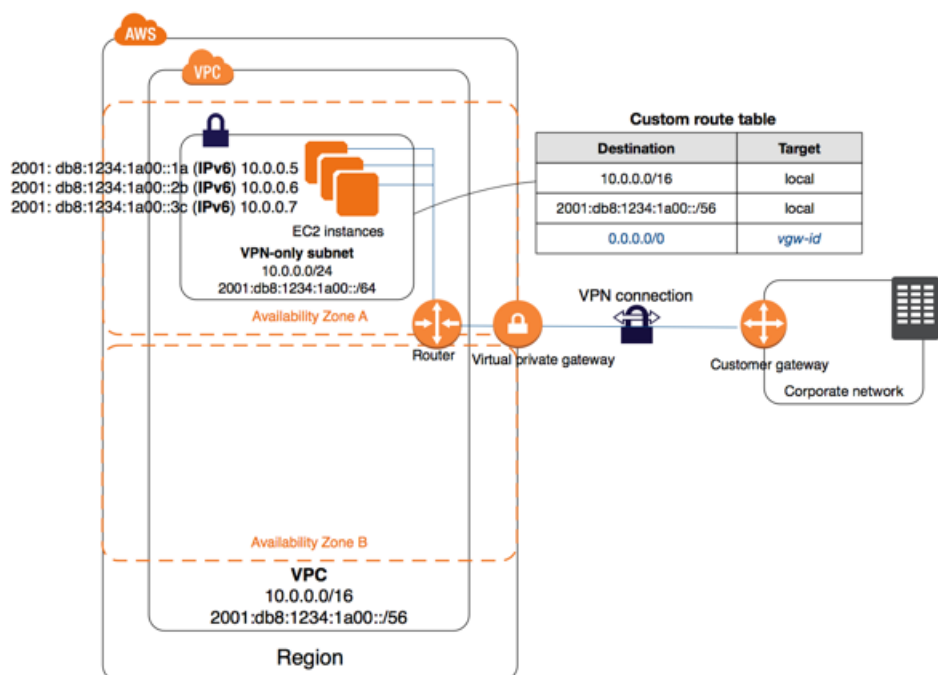 AWS
VPC
Custom route table
Destination Target
10.0.0.0/16 local
2001:db8:1234:1a00::/56 local
0.0.0.0/0 vgw-id
2001: db8:1234:1a00::1a (IPv6) 10.0.0.5
2001: db8:1234:1a00::2b (IPv6) 10.0.0.6
2001: db8:1234:1a00::3c (IPv6) 10.0.0.7
EC2 instances
VPN-only subnet
10.0.0.0/24
2001:db8:1234:1a00::/64
Availability Zone A
VPN connection
Router
Virtual private gateway
Customer gateway
Corporate network
Availability Zone B
VPC
10.0.0.0/16
2001:db8:1234:1a00::/56
Region